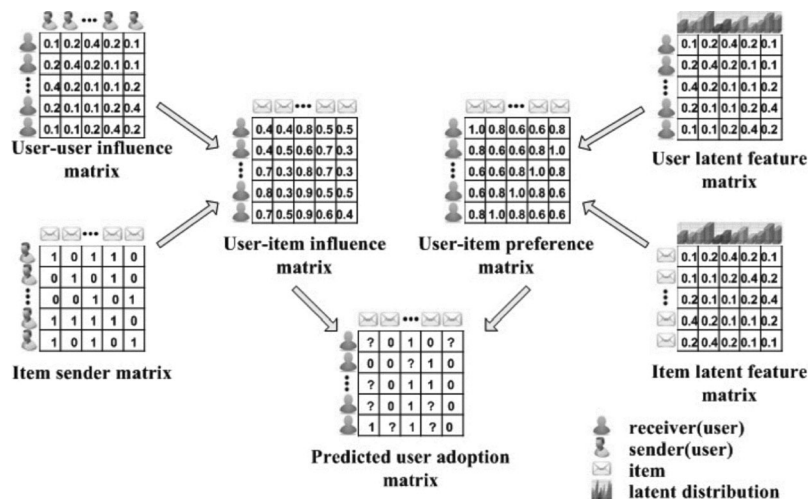 0.1 0.2 0.4 0.2 0.1
0.2 0.4 0.2 0.1 0.1
0.4 0.2 0.1 0.1 0.2
0.2 0.1 0.1 0.2 0.4
0.1 0.1 0.2 0.4 0.2
User-user influence
matrix
1 0 1 1 0
0 1 0 1 0
0 0 1 0 1
1 1 1 1 0
1 0 1 0 1
Item sender matrix
0.4 0.4 0.8 0.5 0.5
0.4 0.5 0.6 0.7 0.3
0.7 0.3 0.8 0.7 0.3
0.8 0.3 0.9 0.5 0.5
0.7 0.5 0.9 0.6 0.4
User-item influence
matrix
1.0 0.8 0.6 0.6 0.8
0.8 0.6 0.6 0.8 1.0
0.6 0.6 0.8 1.0 0.8
0.6 0.8 1.0 0.8 0.6
0.8 1.0 0.8 0.6 0.6
User-item preference
matrix
0.1 0.2 0.4 0.2 0.1
0.2 0.4 0.2 0.1 0.1
0.4 0.2 0.1 0.1 0.2
0.2 0.1 0.1 0.2 0.4
0.1 0.1 0.2 0.4 0.2
User latent feature
matrix
0.1 0.2 0.4 0.2 0.1
0.1 0.1 0.2 0.4 0.2
0.2 0.1 0.1 0.2 0.4
0.4 0.2 0.1 0.1 0.2
0.2 0.4 0.2 0.1 0.1
Item latent feature
matrix
? 0 1 0 ?
0 0 ? 1 0
? 0 1 1 0
? 0 1 ? 0
1 ? 1 ? 0
Predicted user adoption
matrix
receiver(user)
sender(user)
item
latent distribution